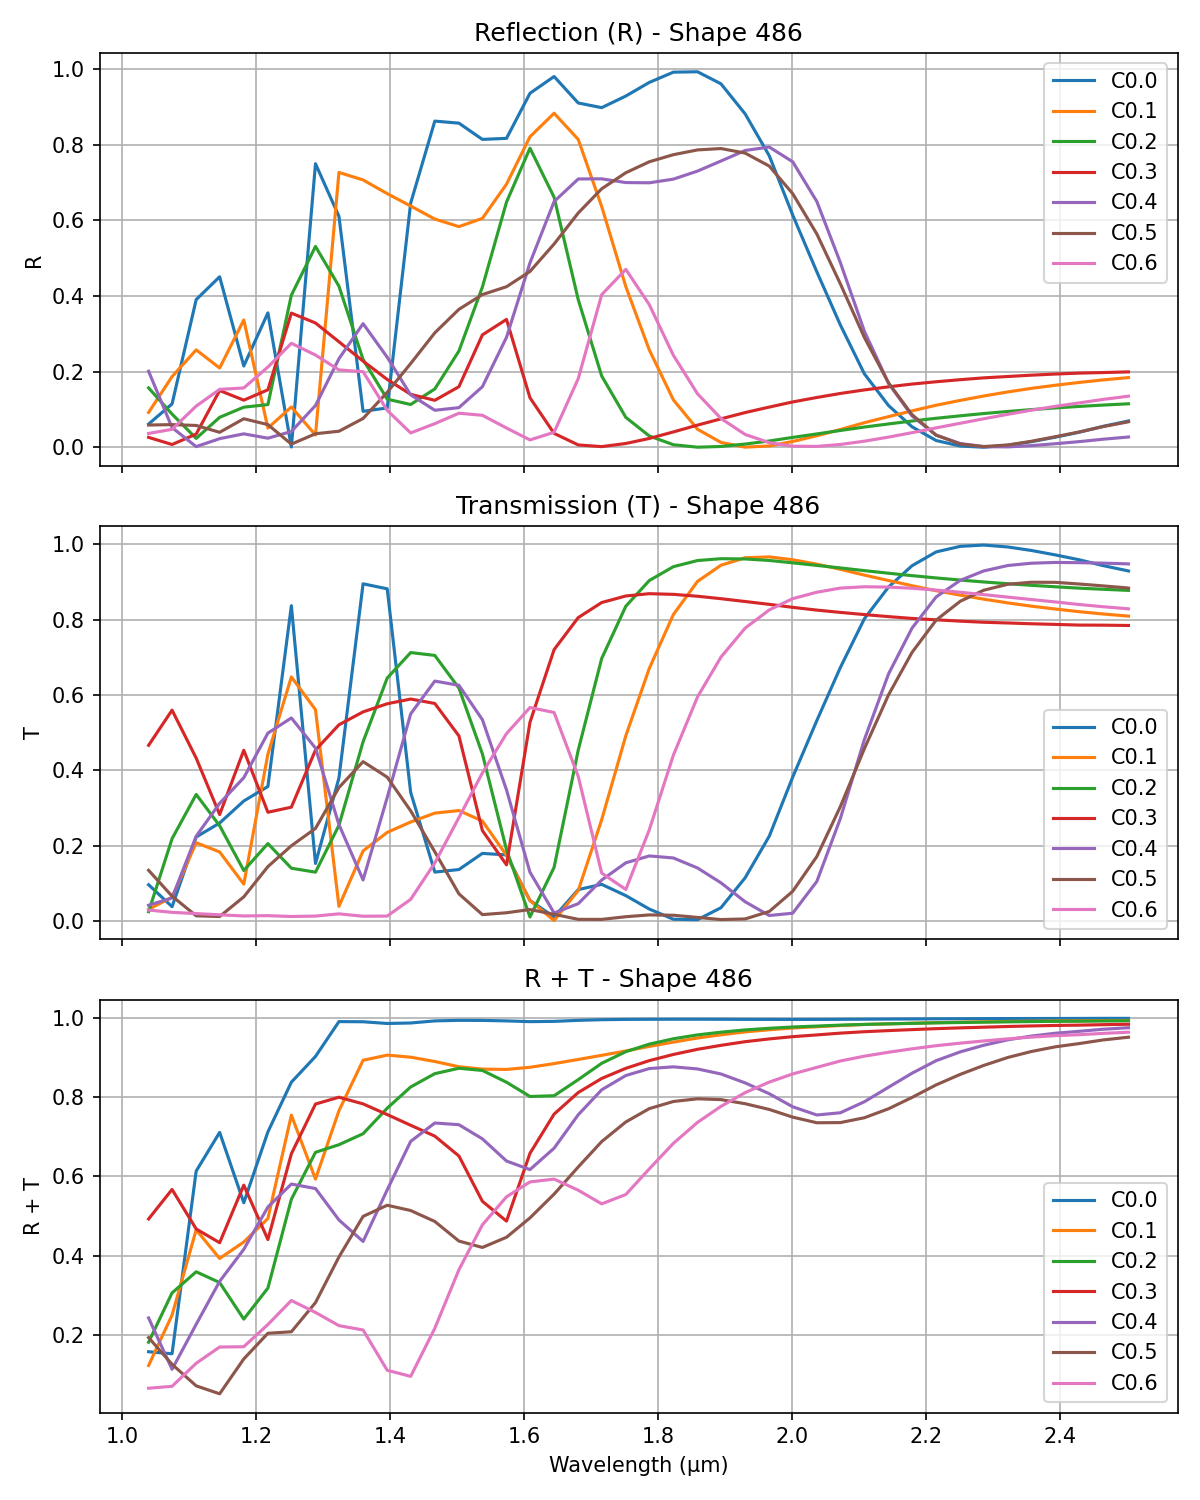 Reflection (R) - Shape 486
1.0
0.8
0.6
0.4
0.2
0.0
R
C0.0
C0.1
C0.2
C0.3
C0.4
C0.5
C0.6
Transmission (T) - Shape 486
1.0
0.8
0.6
0.4
0.2
0.0
T
C0.0
C0.1
C0.2
C0.3
C0.4
C0.5
C0.6
R + T - Shape 486
1.0
0.8
0.6
0.4
0.2
R + T
C0.0
C0.1
C0.2
C0.3
C0.4
C0.5
C0.6
1.0 1.2 1.4 1.6 1.8 2.0 2.2 2.4
Wavelength (μm)